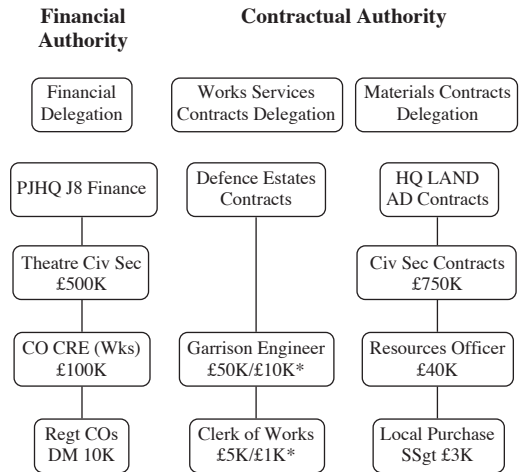 Financial
Authority
Contractual Authority
Financial
Delegation
Works Services
Contracts Delegation
Materials Contracts
Delegation
PJHQ J8 Finance
Defence Estates
Contracts
HQ LAND
AD Contracts
Theatre Civ Sec
£500K
Civ Sec Contracts
£750K
CO CRE (Wks)
£100K
Garrison Engineer
£50K/£10K*
Resources Officer
£40K
Regt COs
DM 10K
Clerk of Works
£5K/£1K*
Local Purchase
SSgt £3K